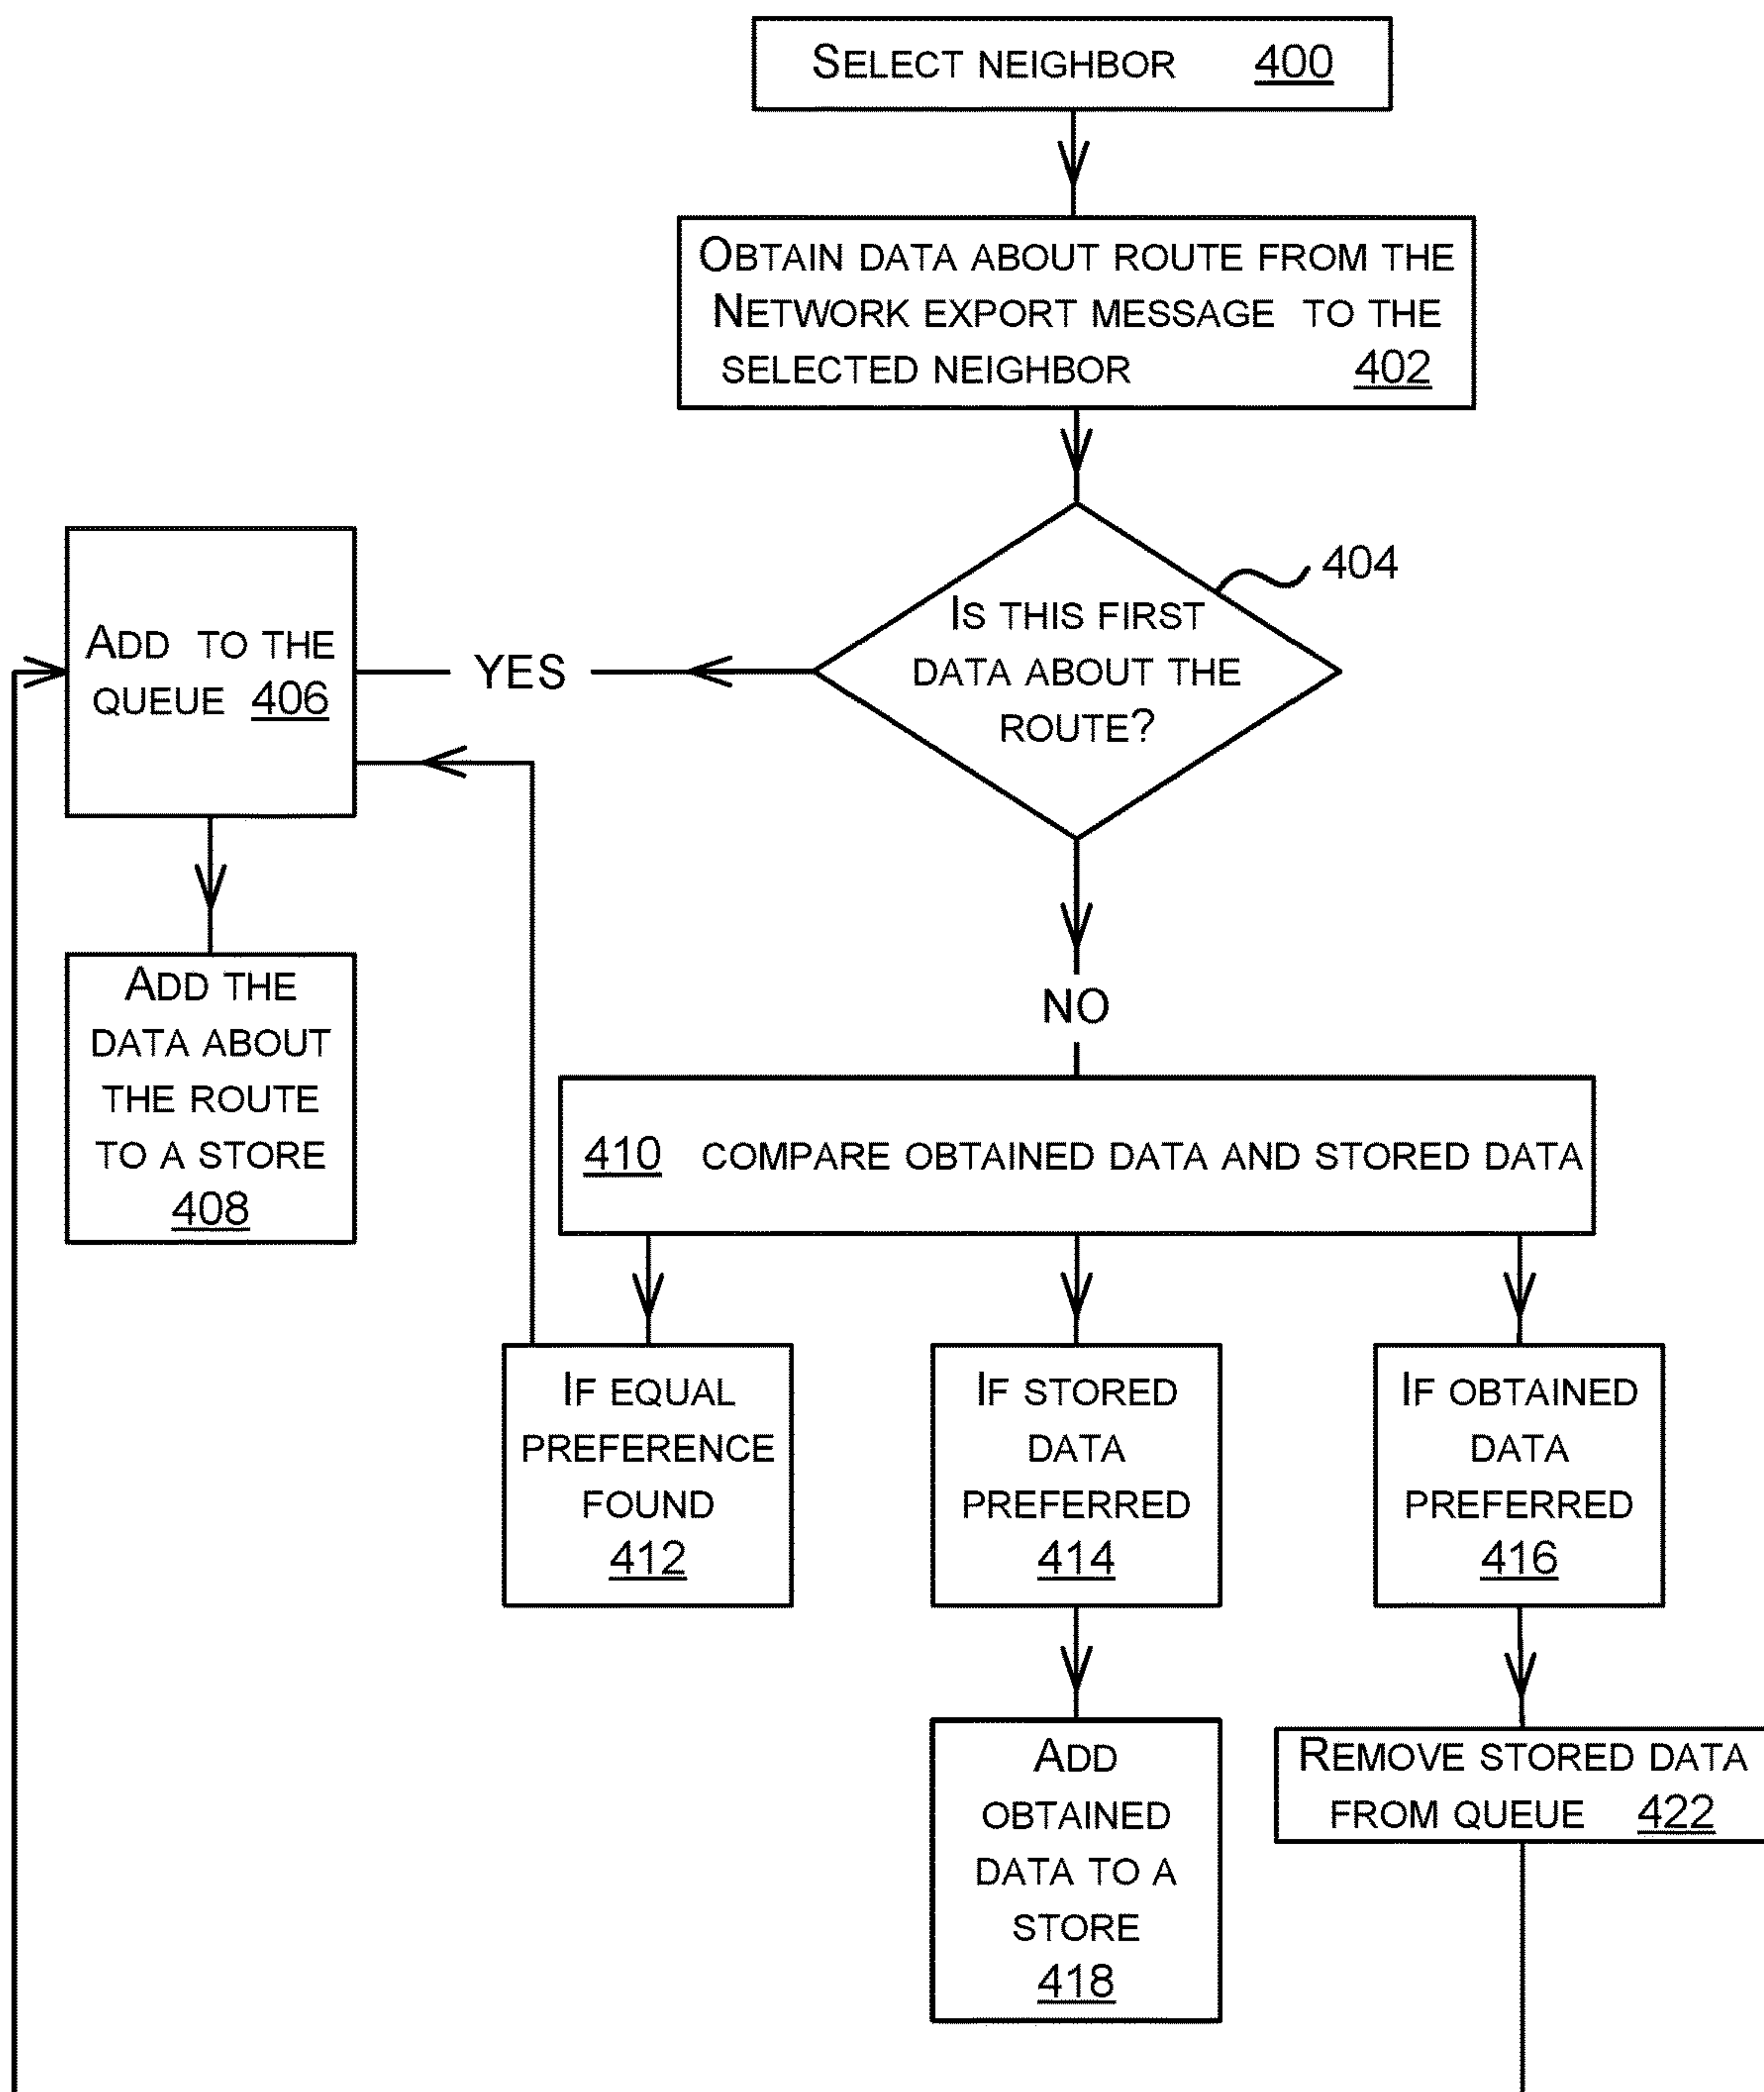 SELECT NEIGHBOR 400
OBTAIN DATA ABOUT ROUTE FROM THE
NETWORK EXPORT MESSAGE TO THE
SELECTED NEIGHBOR 402
404
IS THIS FIRST
DATA ABOUT THE
ROUTE?
YES
ADD TO THE
QUEUE 406
ADD THE
DATA ABOUT
THE ROUTE
TO A STORE
408
NO
410 COMPARE OBTAINED DATA AND STORED DATA
IF EQUAL
PREFERENCE
FOUND
412
IF STORED
DATA
PREFERRED
414
IF OBTAINED
DATA
PREFERRED
416
ADD
OBTAINED
DATA TO A
STORE
418
REMOVE STORED DATA
FROM QUEUE 422